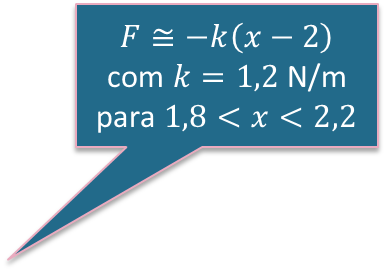 F ≅ −k(x − 2)
com k = 1,2 N/m
para 1,8 < x < 2,2